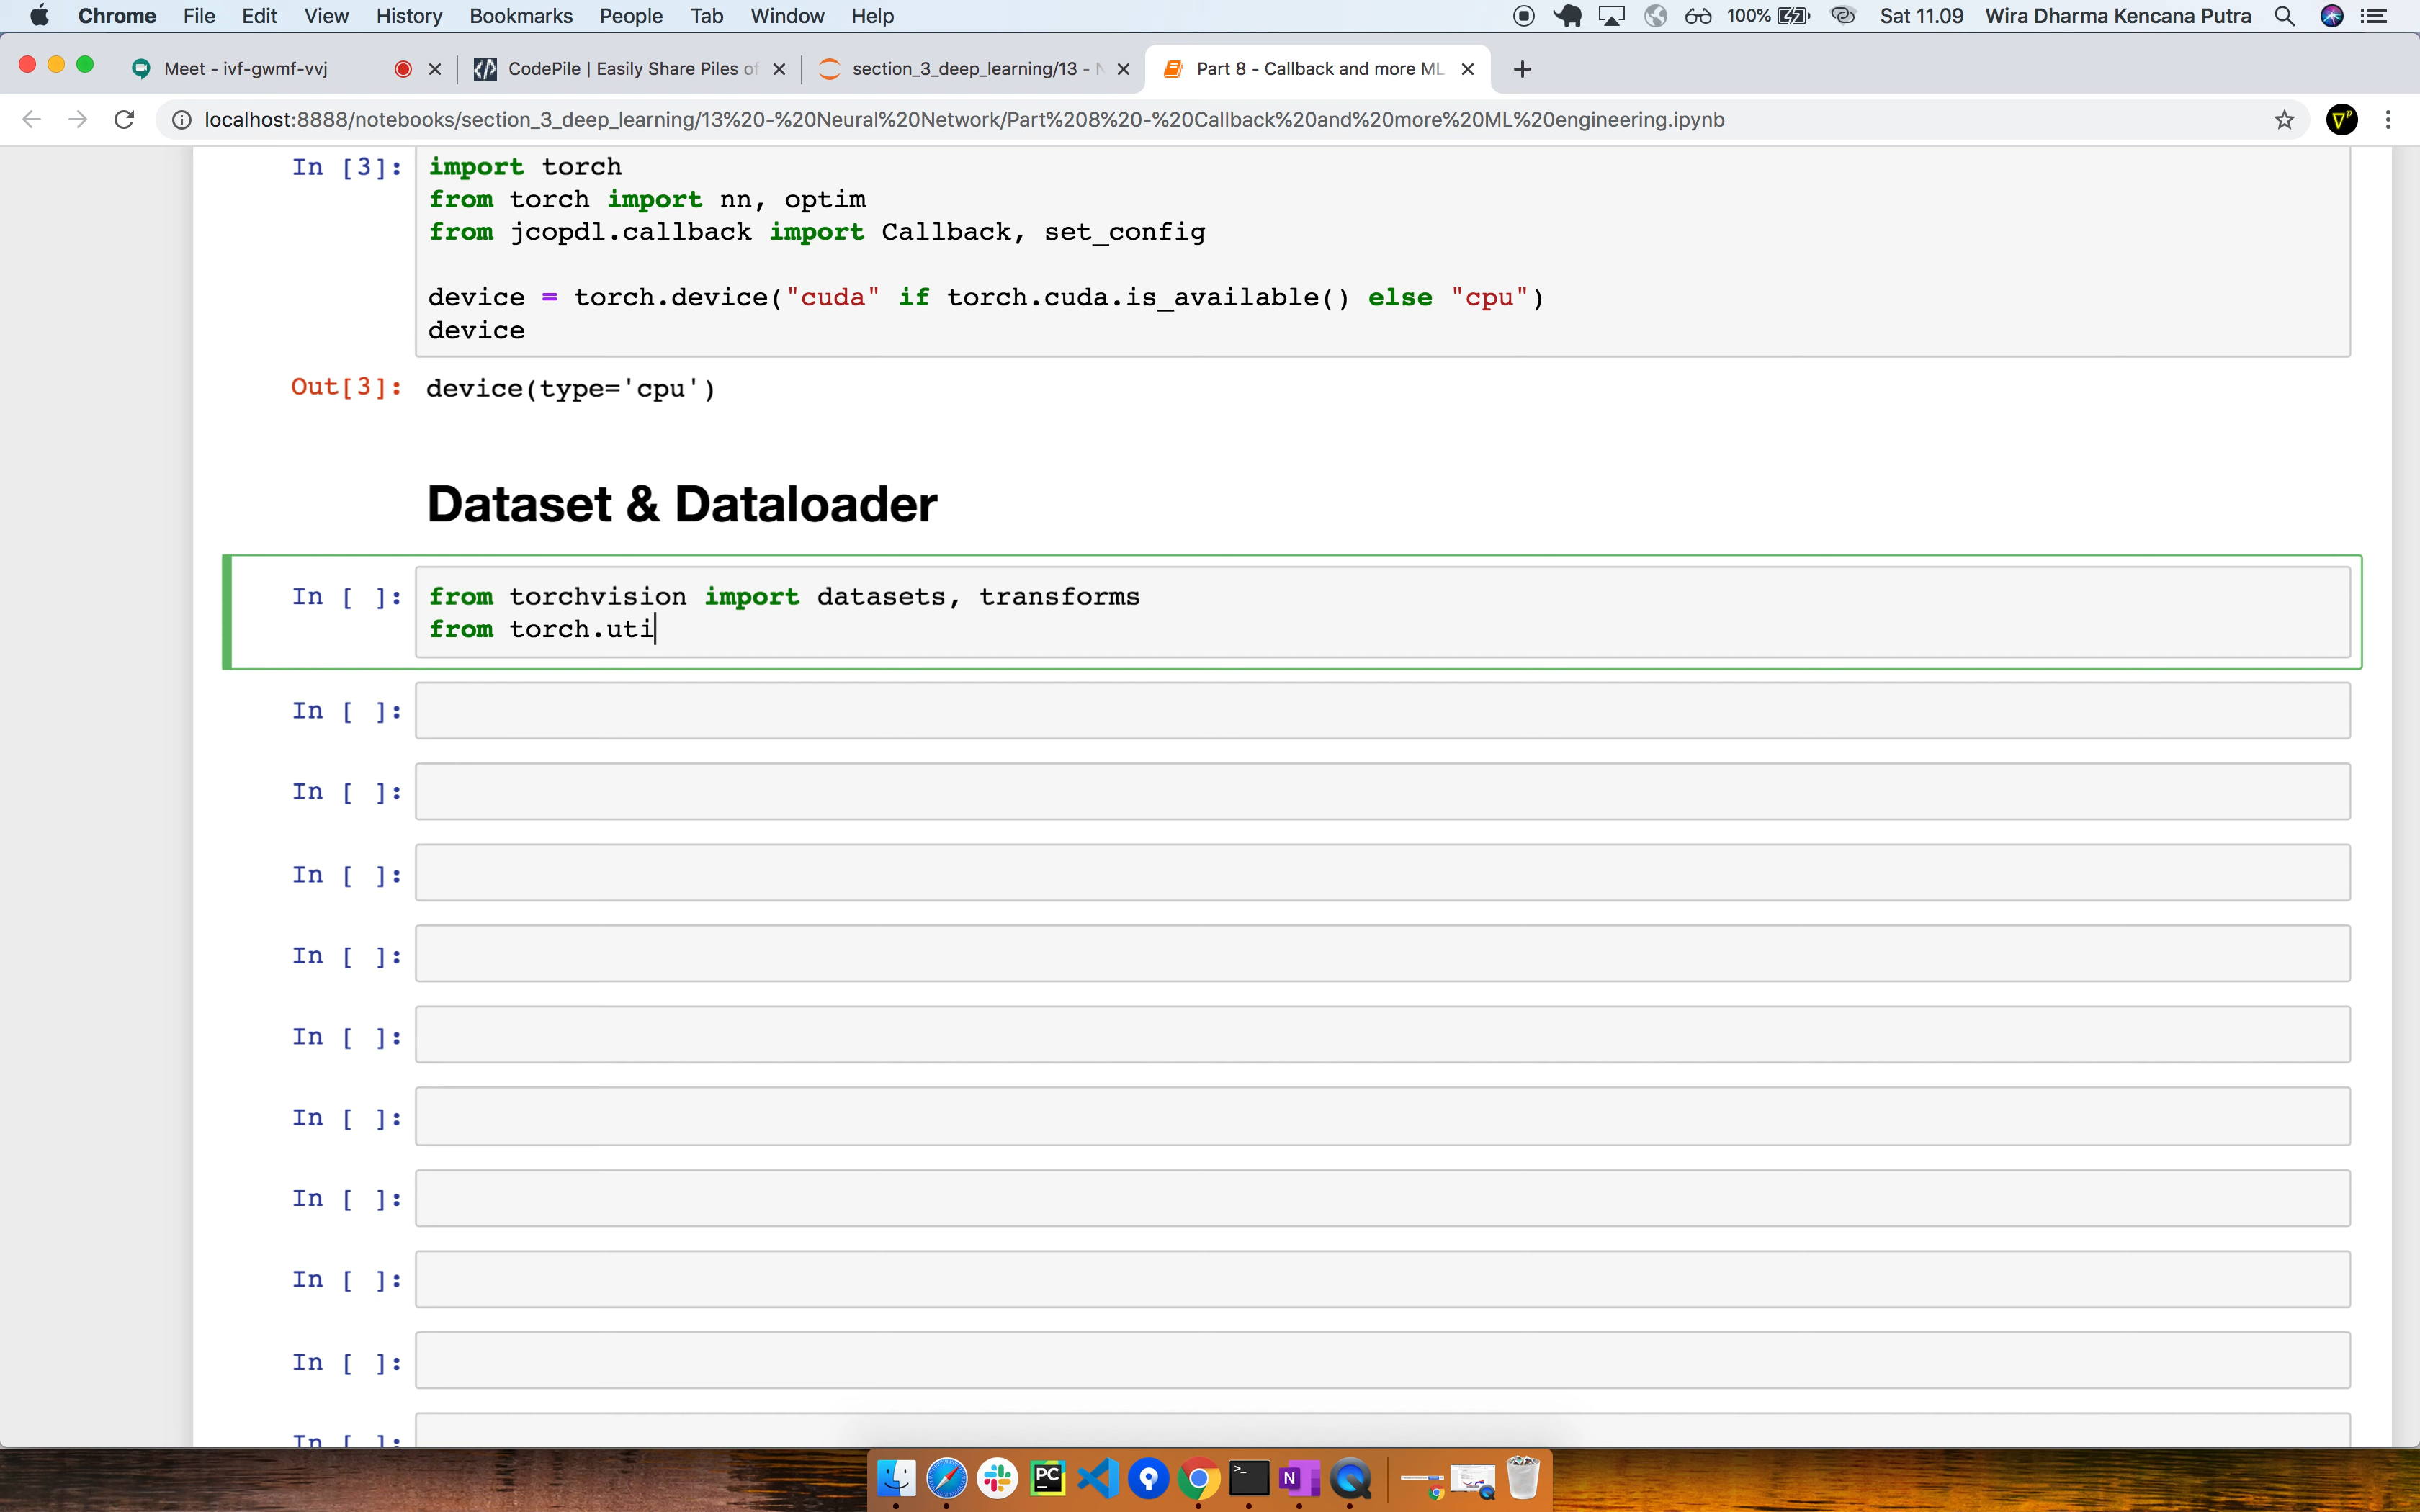 Chrome File Edit View History Bookmarks People Tab Window Help 100% Sat 11.09 Wira Dharma Kencana Putra
Meet - ivf-gwmf-vvj CodePile | Easily Share Piles of section_3_deep_learning/13 - Part 8 - Callback and more ML
localhost:8888/notebooks/section_3_deep_learning/13%20-%20Neural%20Network/Part%208%20-%20Callback%20and%20more%20ML%20engineering.ipynb
In [3]: import torch
from torch import nn, optim
from jcopdl.callback import Callback, set_config
device = torch.device("cuda" if torch.cuda.is_available() else "cpu")
device
Out[3]: device(type='cpu')
Dataset & Dataloader
In [ ]: from torchvision import datasets, transforms
from torch.uti
In [ ]:
In [ ]:
In [ ]:
In [ ]:
In [ ]:
In [ ]:
In [ ]:
In [ ]:
In [ ]:
In [ ]: